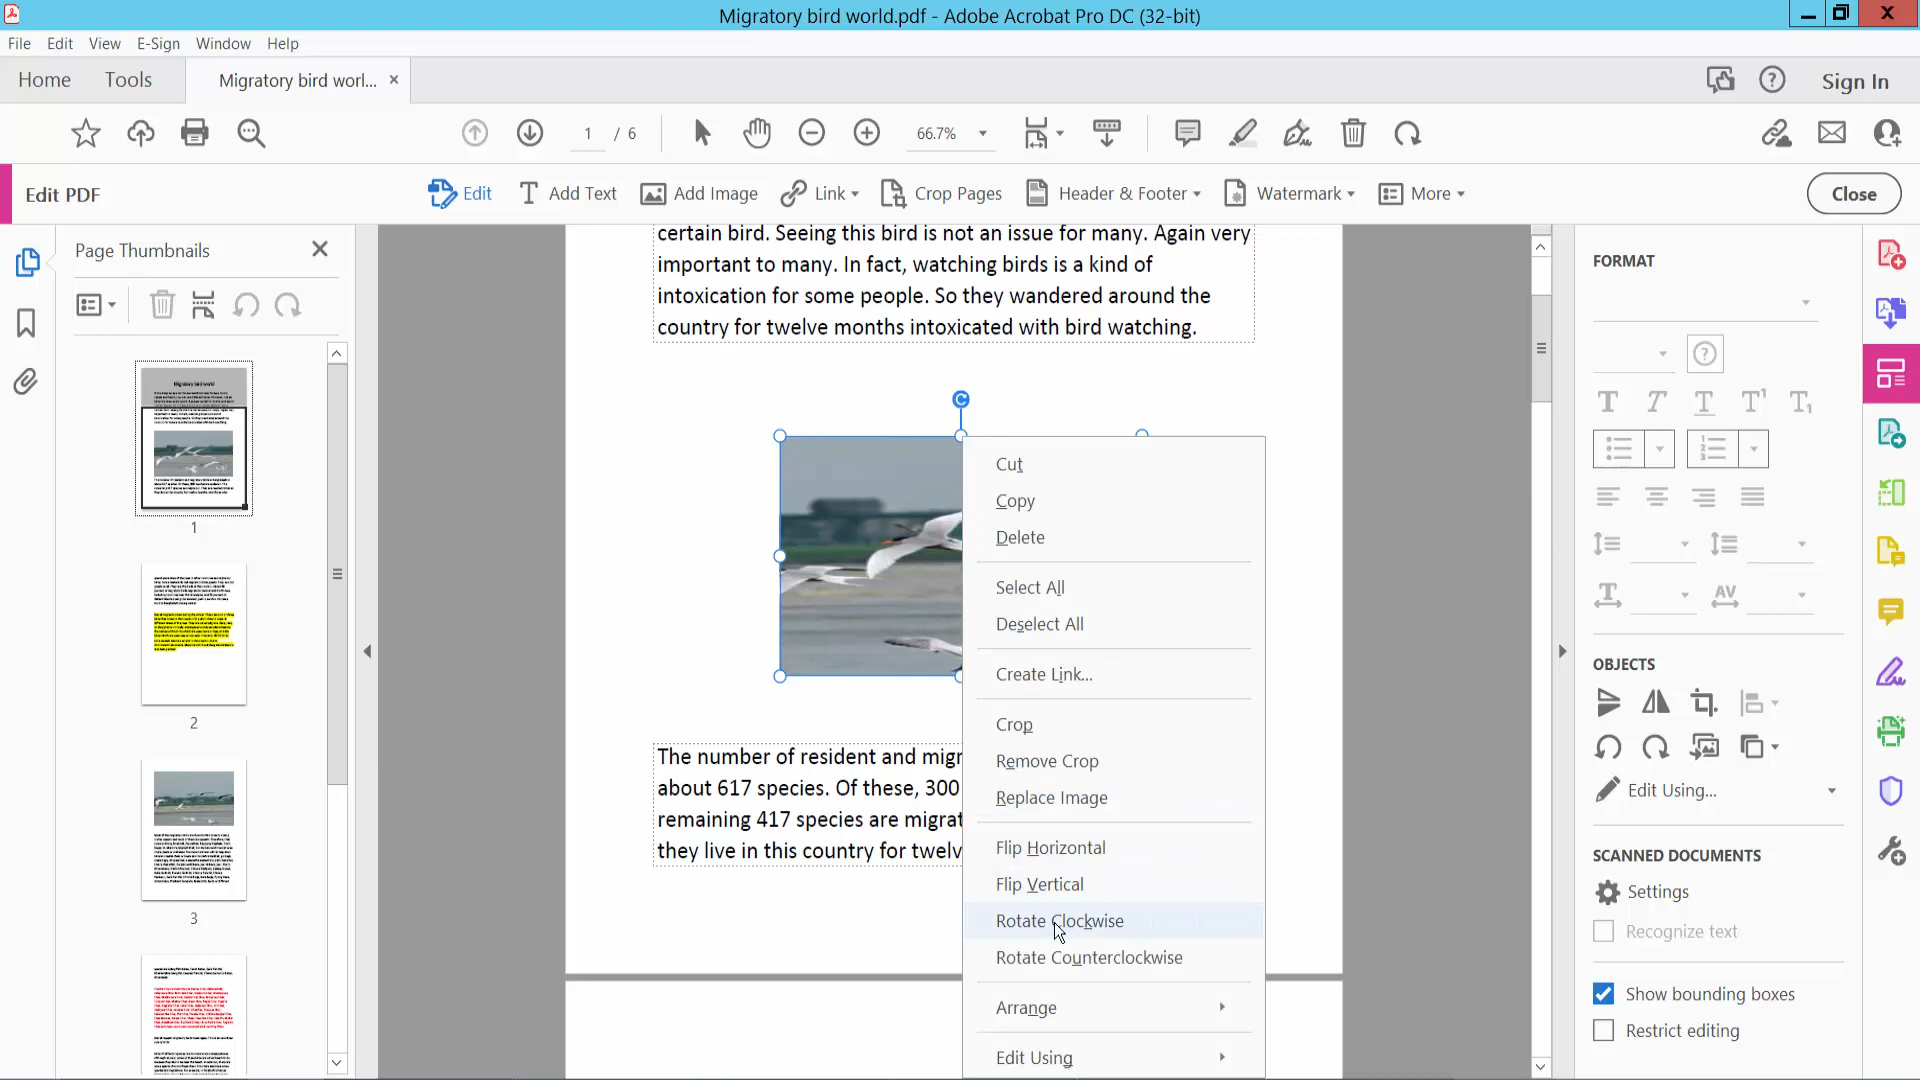 Migratory bird world.pdf - Adobe Acrobat Pro DC (32-bit)
File Edit View E-Sign Window Help
Home Tools Migratory bird worl... × Sign In
1 / 6 66.7%
Edit PDF Edit Add Text Add Image Link Crop Pages Header & Footer Watermark More Close
Page Thumbnails
Migratory bird world
1
2
3
certain bird. Seeing this bird is not an issue for many. Again very
important to many. In fact, watching birds is a kind of
intoxication for some people. So they wandered around the
country for twelve months intoxicated with bird watching.
The number of resident and migr
about 617 species. Of these, 300
remaining 417 species are migrat
they live in this country for twelv
Cut
Copy
Delete
Select All
Deselect All
Create Link...
Crop
Remove Crop
Replace Image
Flip Horizontal
Flip Vertical
Rotate Clockwise
Rotate Counterclockwise
Arrange
Edit Using
FORMAT
OBJECTS
Edit Using...
SCANNED DOCUMENTS
Settings
Recognize text
Show bounding boxes
Restrict editing